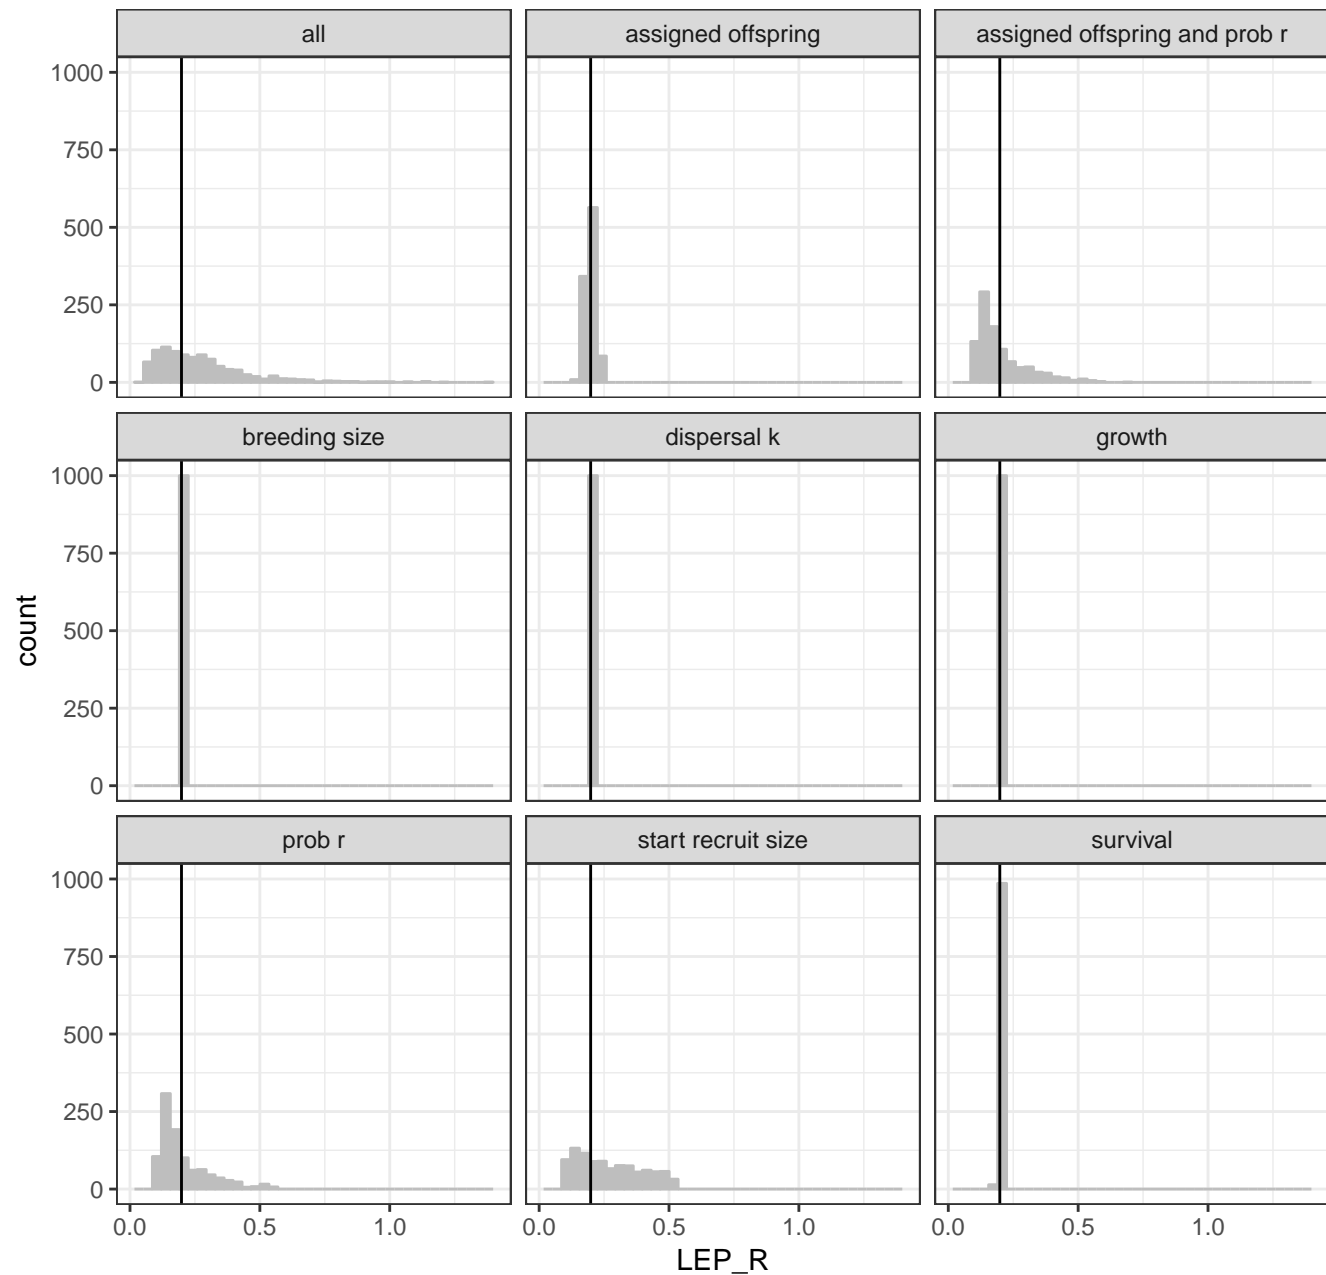 all
assigned offspring
assigned offspring and prob r
1000
750
500
250
0
breeding size
dispersal k
growth
1000
750
500
250
0
count
prob r
start recruit size
survival
1000
750
500
250
0
0.0 0.5 1.0
0.0 0.5 1.0
0.0 0.5 1.0
LEP_R